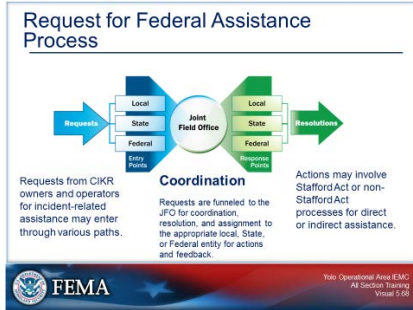 Request for Federal Assistance
Process
Requests
Local
State
Federal
Entry
Points
Joint
Field Office
Local
State
Federal
Response
Points
Resolutions
Requests from CIKR
owners and operators
for incident-related
assistance may enter
through various paths.
Coordination
Requests are funneled to the
JFO for coordination,
resolution, and assignment to
the appropriate local, State,
or Federal entity for actions
and feedback.
Actions may involve
Stafford Act or non-
Stafford Act
processes for direct
or indirect assistance.
FEMA
Yolo Operational Area IEMC
All Section Training
Visual 5.68